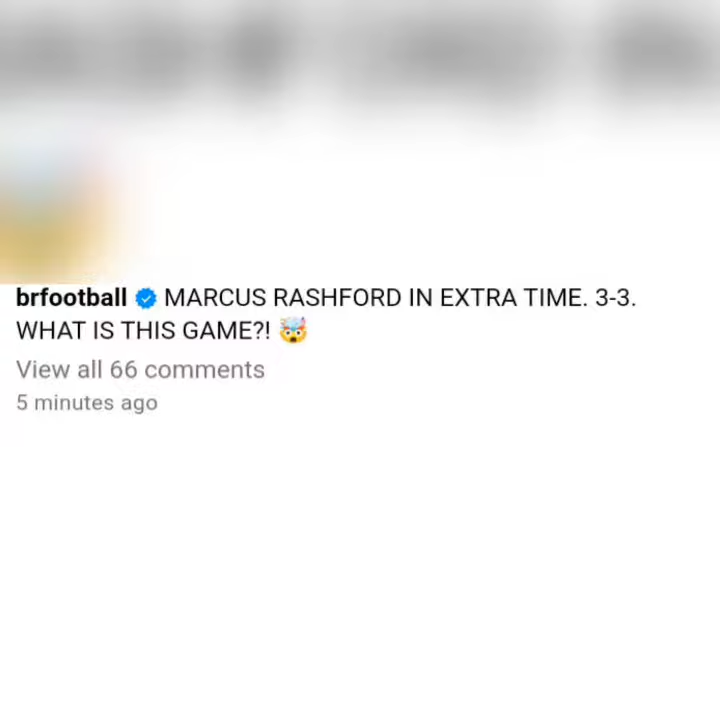 brfootball MARCUS RASHFORD IN EXTRA TIME. 3-3.
WHAT IS THIS GAME?! 🤯
View all 66 comments
5 minutes ago